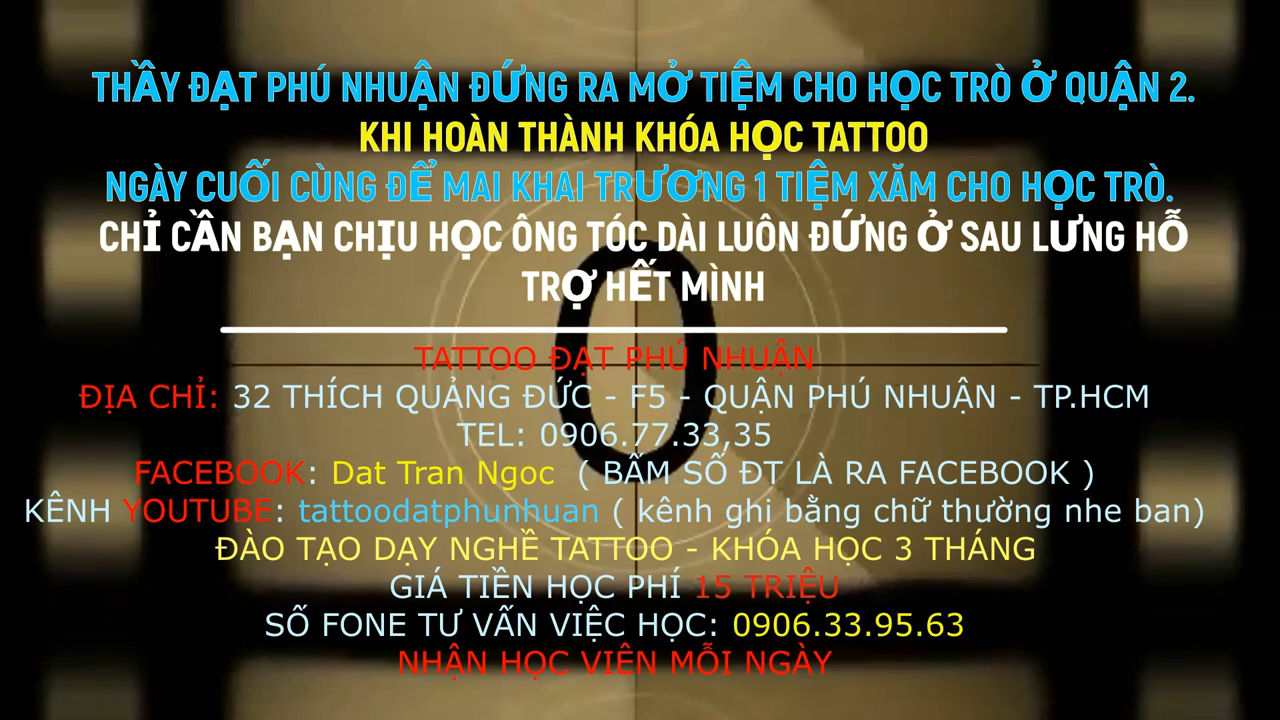 THẦY ĐẠT PHÚ NHUẬN ĐỨNG RA MỞ TIỆM CHO HỌC TRÒ Ở QUẬN 2.
KHI HOÀN THÀNH KHÓA HỌC TATTOO
NGÀY CUỐI CÙNG ĐỂ MAI KHAI TRƯƠNG 1 TIỆM XĂM CHO HỌC TRÒ.
CHỈ CẦN BẠN CHỊU HỌC ÔNG TÓC DÀI LUÔN ĐỨNG Ở SAU LƯNG HỖ
TRỢ HẾT MÌNH
TATTOO ĐẠT PHÚ NHUẬN
ĐỊA CHỈ: 32 THÍCH QUẢNG ĐỨC - F5 - QUẬN PHÚ NHUẬN - TP.HCM
TEL: 0906.77.33,35
FACEBOOK: Dat Tran Ngoc ( BẤM SỐ ĐT LÀ RA FACEBOOK )
KÊNH YOUTUBE: tattoodatphunhuan ( kênh ghi bằng chữ thường nhe ban)
ĐÀO TẠO DẠY NGHỀ TATTOO - KHÓA HỌC 3 THÁNG
GIÁ TIỀN HỌC PHÍ 15 TRIỆU
SỐ FONE TƯ VẤN VIỆC HỌC: 0906.33.95.63
NHẬN HỌC VIÊN MỖI NGÀY
0